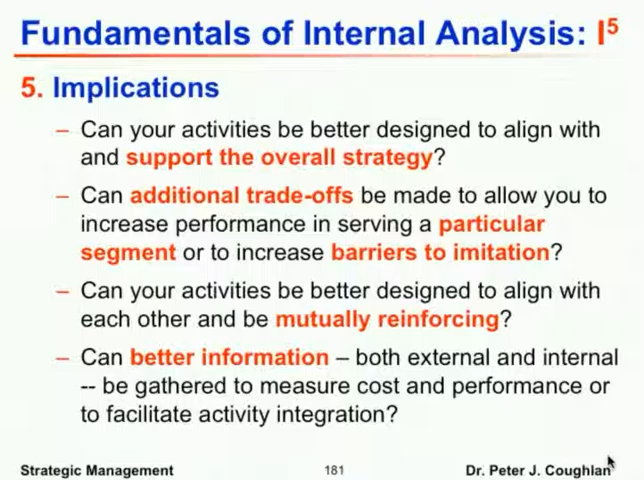 Fundamentals of Internal Analysis: I⁵
5. Implications
– Can your activities be better designed to align with
and support the overall strategy?
– Can additional trade-offs be made to allow you to
increase performance in serving a particular
segment or to increase barriers to imitation?
– Can your activities be better designed to align with
each other and be mutually reinforcing?
– Can better information – both external and internal
-- be gathered to measure cost and performance or
to facilitate activity integration?
Strategic Management 181 Dr. Peter J. Coughlan